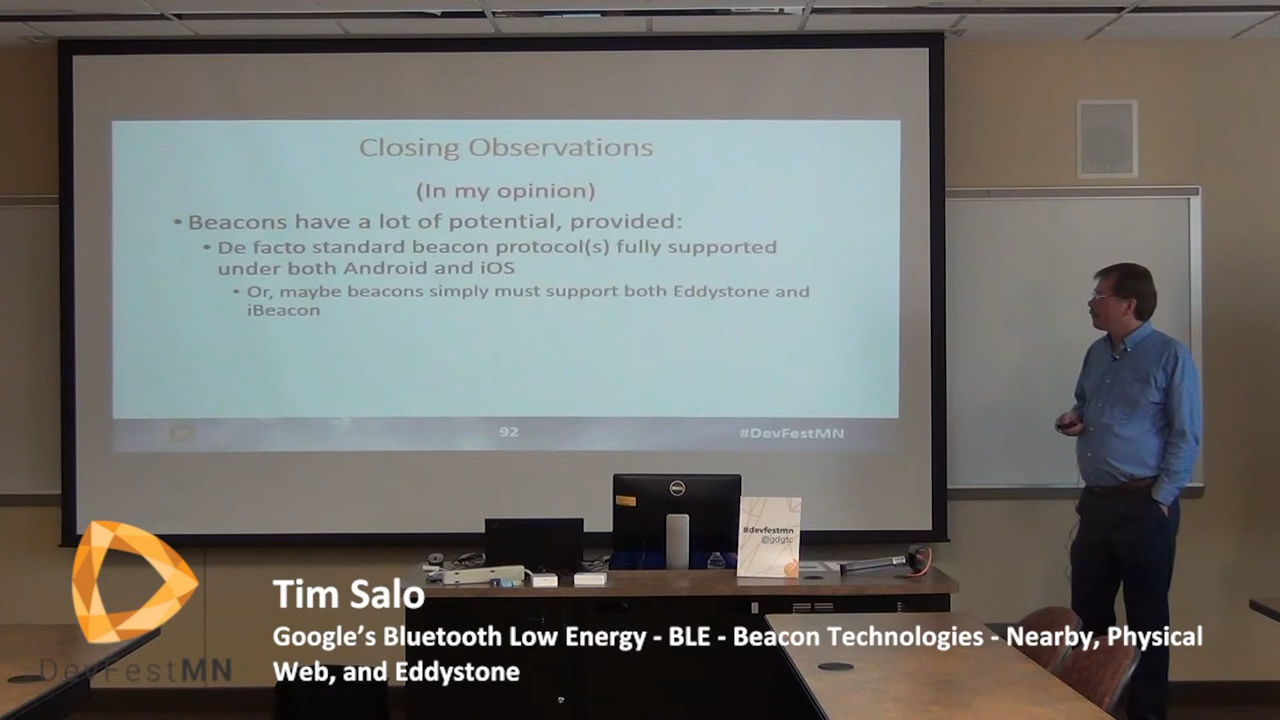 Closing Observations
(In my opinion)
• Beacons have a lot of potential, provided:
• De facto standard beacon protocol(s) fully supported
under both Android and iOS
• Or, maybe beacons simply must support both Eddystone and
iBeacon
92
#DevFestMN
DELL
#devfestmn
@gdgtc
Tim Salo
Google’s Bluetooth Low Energy - BLE - Beacon Technologies - Nearby, Physical
Web, and Eddystone
DevFestMN